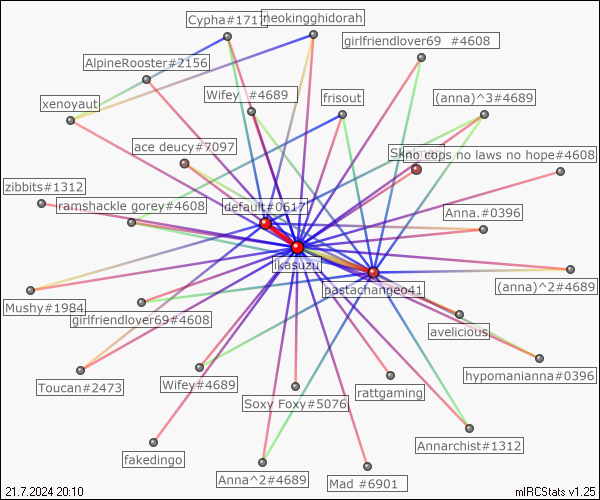 Cypha#1717
neokingghidorah
girlfriendlover69 #4608
AlpineRooster#2156
Wifey #4689
frisout
(anna)^3#4689
xenoyaut
ace deucy#7097
no cops no laws no hope#4608
zibbits#1312
ramshackle gorey#4608
default#0617
Anna.#0396
ikasuzu
pastachange041
(anna)^2#4689
Mushy#1984
girlfriendlover69#4608
avelicious
Toucan#2473
Wifey#4689
Soxy Foxy#5076
rattgaming
hypomanianna#0396
fakedingo
Annarchist#1312
Anna^2#4689
Mad #6901
21.7.2024 20:10
mIRCStats v1.25